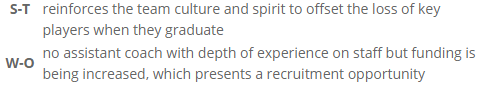 S-T reinforces the team culture and spirit to offset the loss of key
players when they graduate
W-O no assistant coach with depth of experience on staff but funding is
being increased, which presents a recruitment opportunity